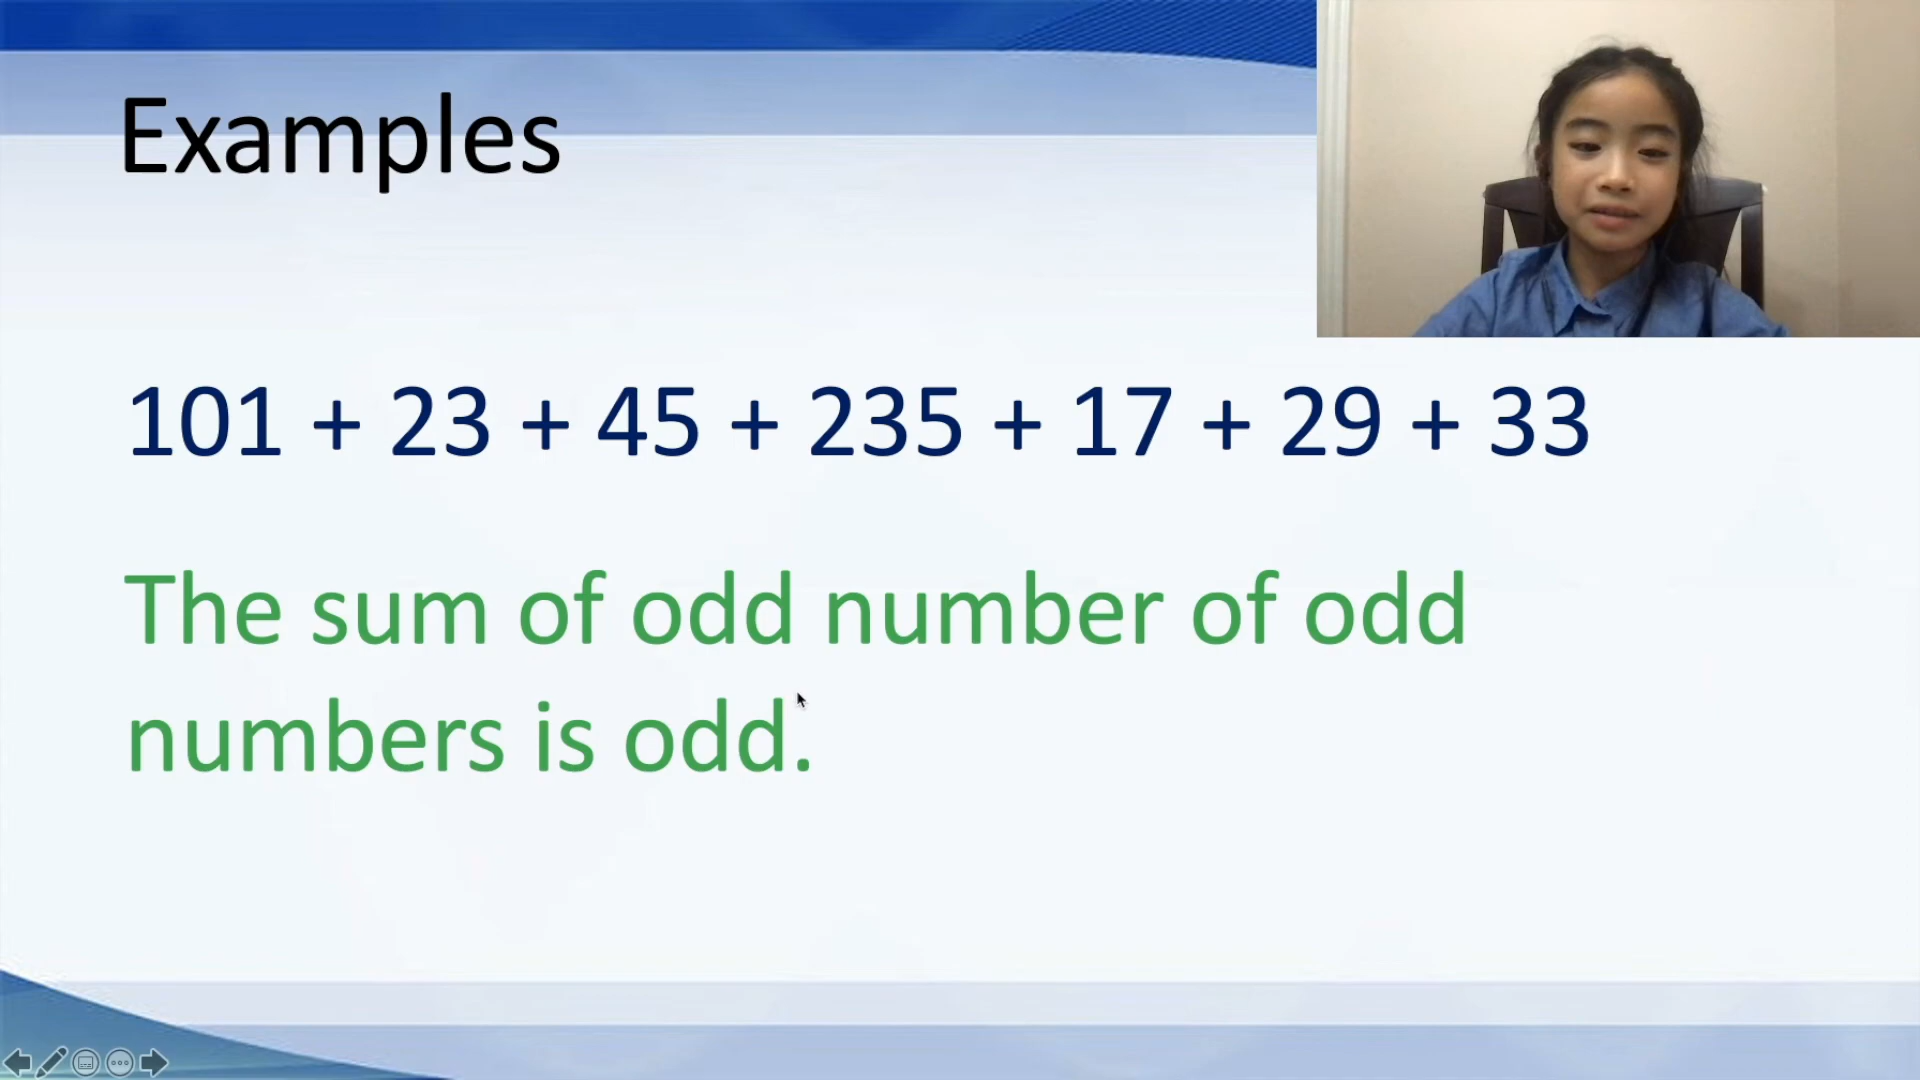 Examples
101 + 23 + 45 + 235 + 17 + 29 + 33
The sum of odd number of odd
numbers is odd.